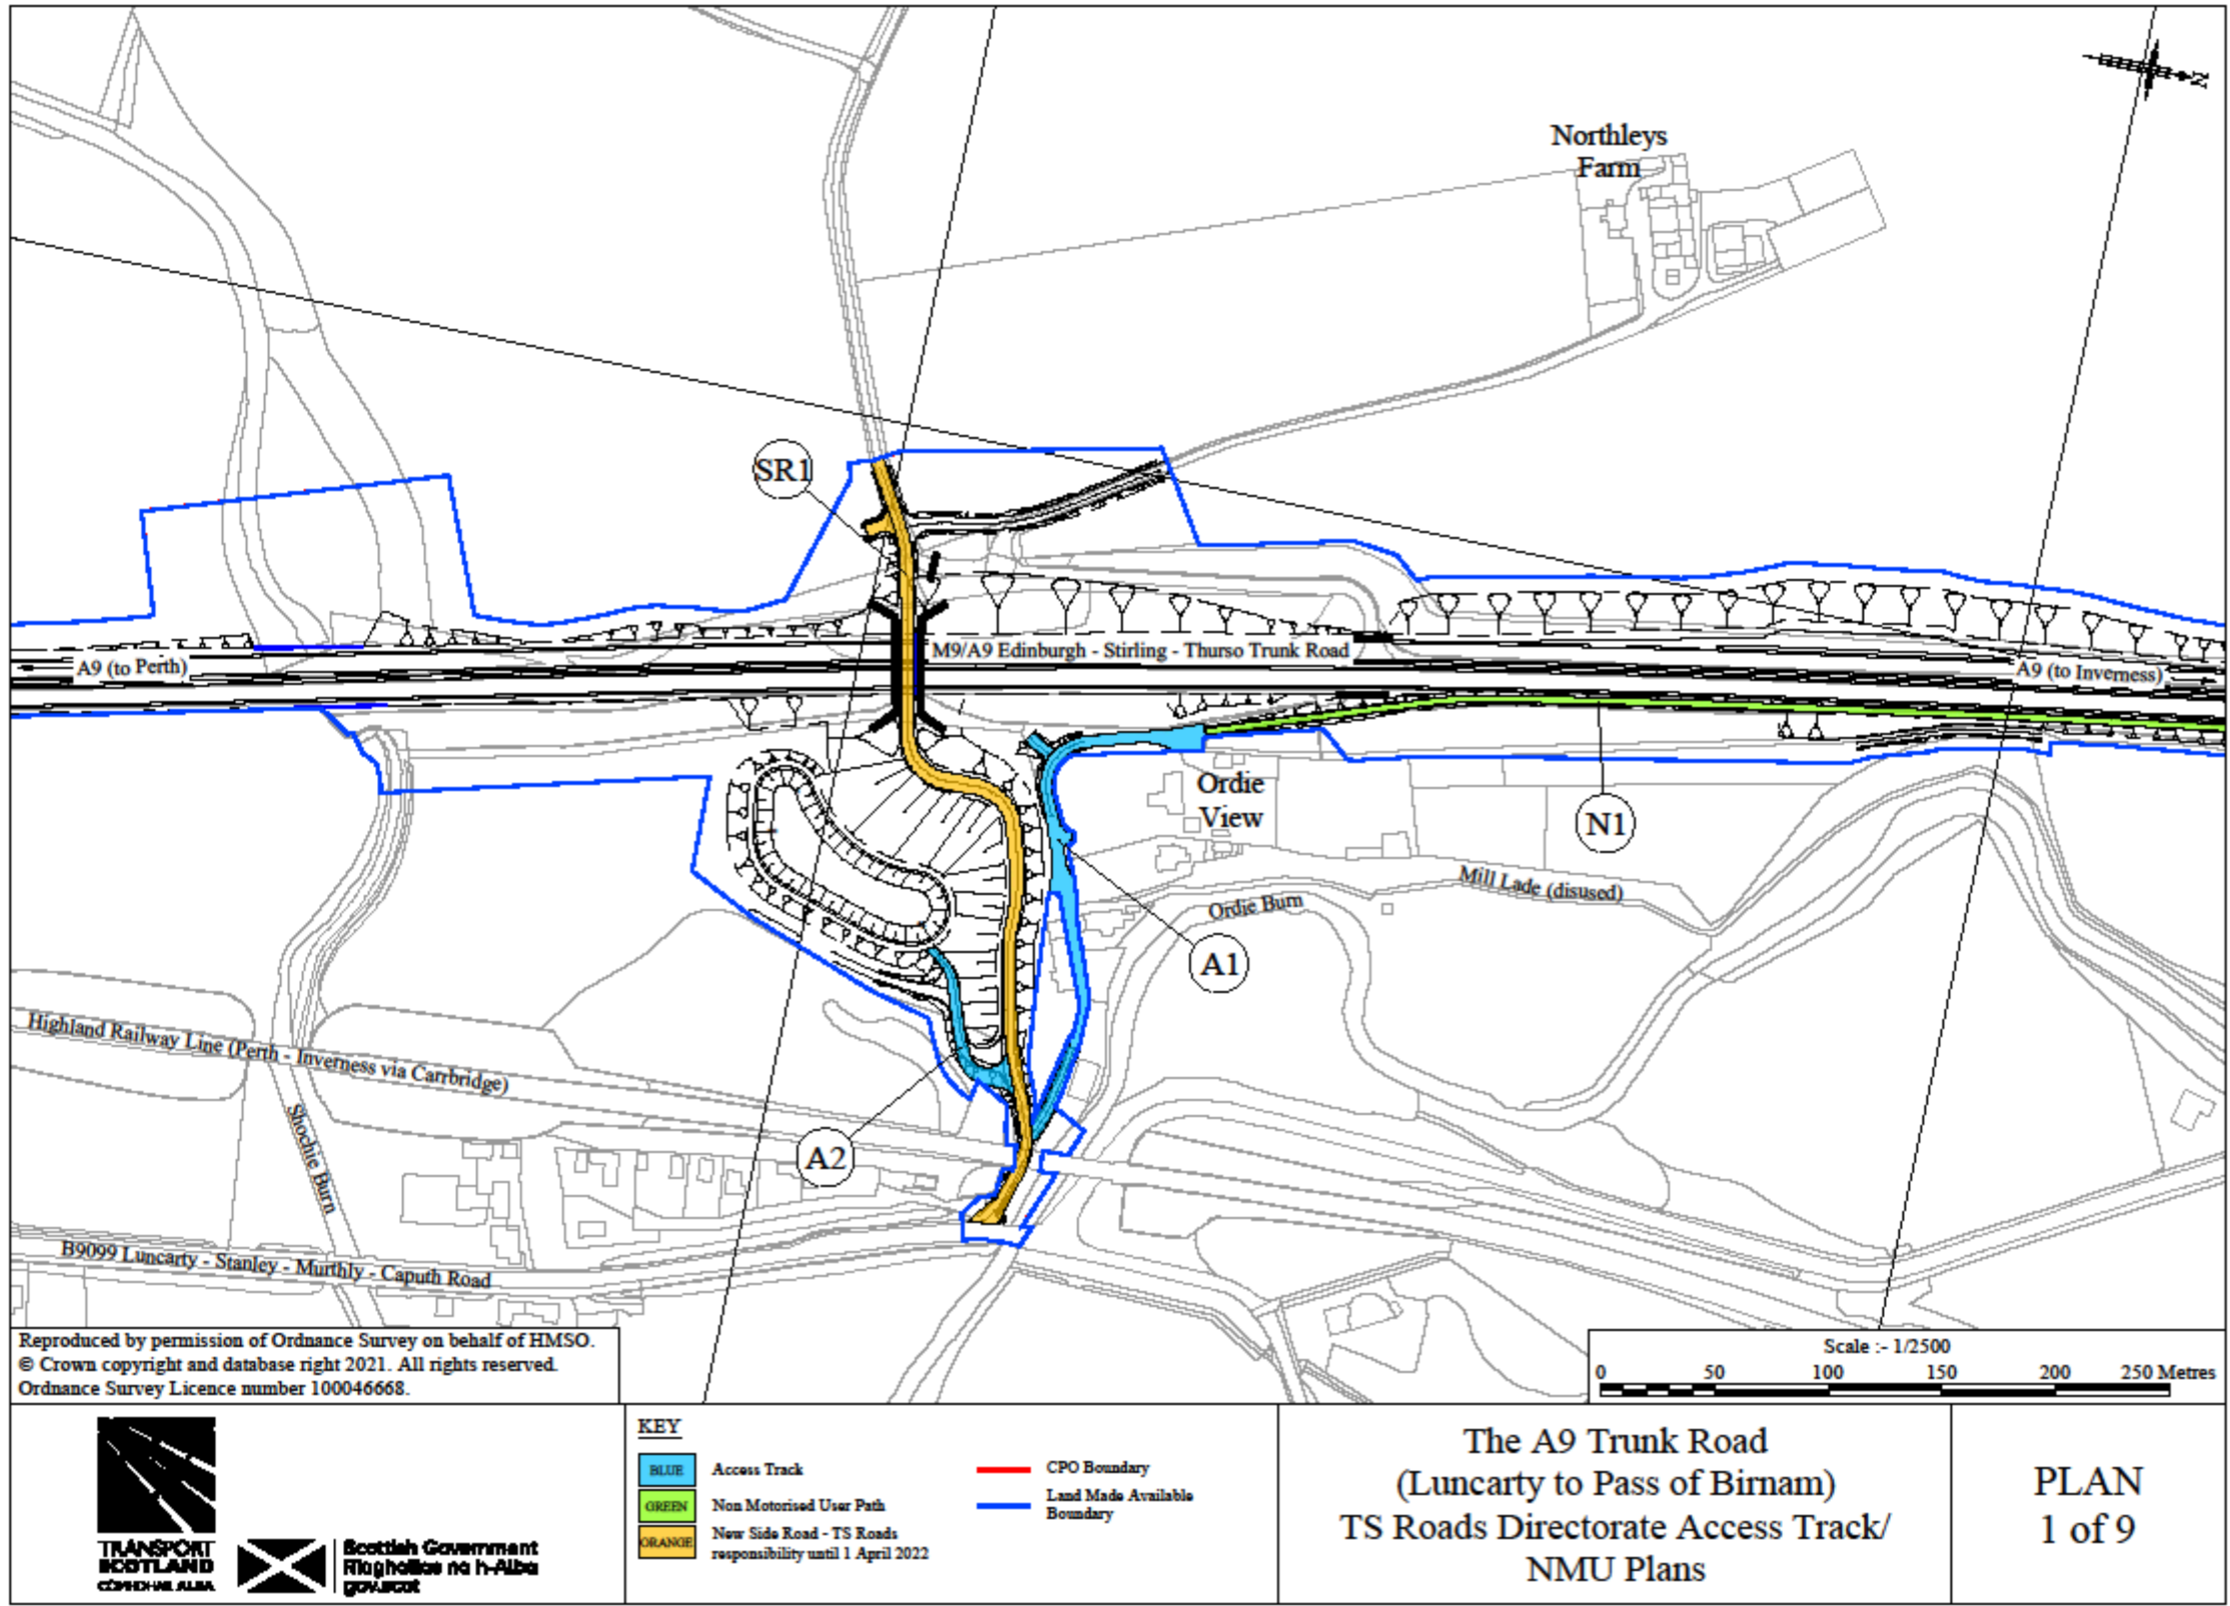 N
Northleys
Farm
SR1
M9/A9 Edinburgh - Stirling - Thurso Trunk Road
A9 (to Perth)
A9 (to Inverness)
Ordie
View
N1
Mill Lade (disused)
Ordie Burn
A1
Highland Railway Line (Perth - Inverness via Carrbridge)
Shochie Burn
A2
B9099 Luncarty - Stanley - Murthly - Caputh Road
Reproduced by permission of Ordnance Survey on behalf of HMSO.
© Crown copyright and database right 2021. All rights reserved.
Ordnance Survey Licence number 100046668.
Scale :- 1/2500
0 50 100 150 200 250 Metres
TRANSPORT
SCOTLAND
CÒMHDHAIL ALBA
Scottish Government
Riaghaltas na h-Alba
gov.scot
KEY
BLUE Access Track
GREEN Non Motorised User Path
ORANGE New Side Road - TS Roads
responsibility until 1 April 2022
CPO Boundary
Land Made Available
Boundary
The A9 Trunk Road
(Luncarty to Pass of Birnam)
TS Roads Directorate Access Track/
NMU Plans
PLAN
1 of 9